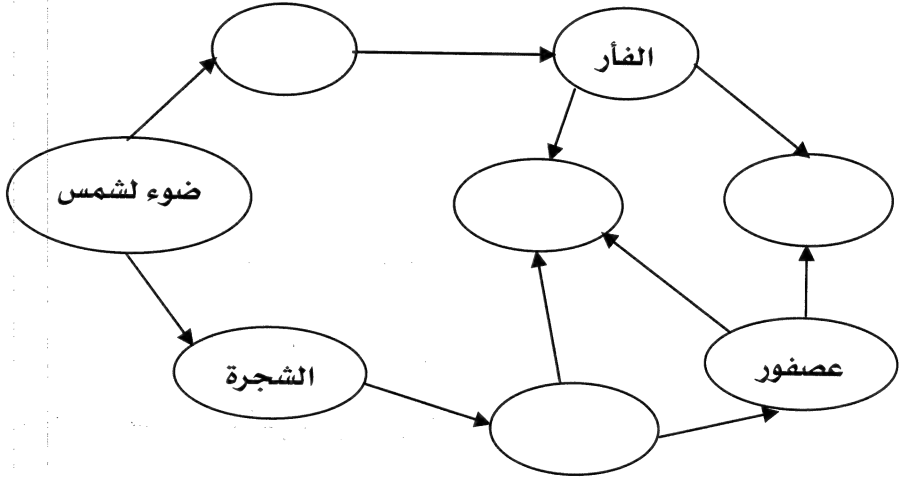 الفأر
ضوء لشمس
الشجرة
عصفور